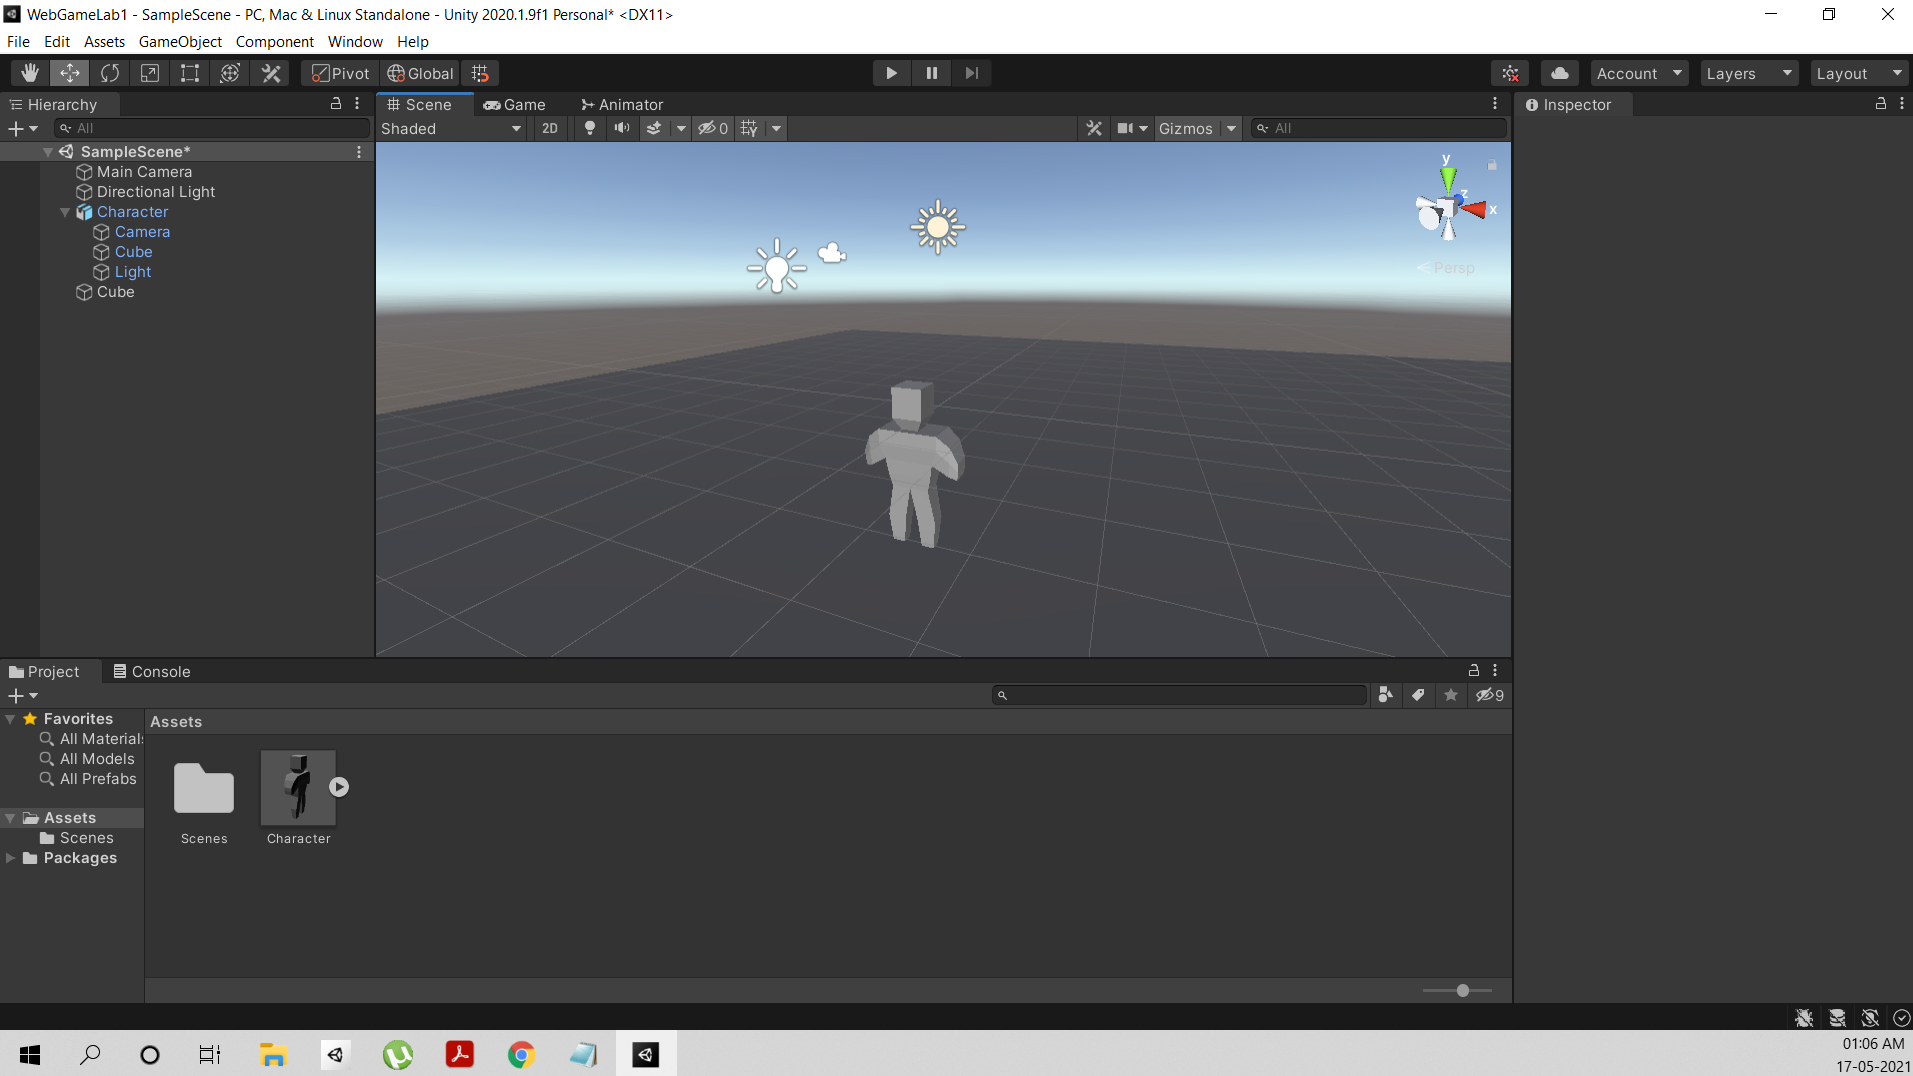 WebGameLab1 - SampleScene - PC, Mac & Linux Standalone - Unity 2020.1.9f1 Personal* <DX11>
File Edit Assets GameObject Component Window Help
Pivot Global Account Layers Layout
Hierarchy
All
SampleScene*
Main Camera
Directional Light
Character
Camera
Cube
Light
Cube
Scene Game Animator
Shaded 2D 0 Gizmos All
y
z
x
Persp
Inspector
Project Console
9
Favorites
All Material
All Models
All Prefabs
Assets
Scenes
Packages
Assets
Scenes Character
01:06 AM
17-05-2021